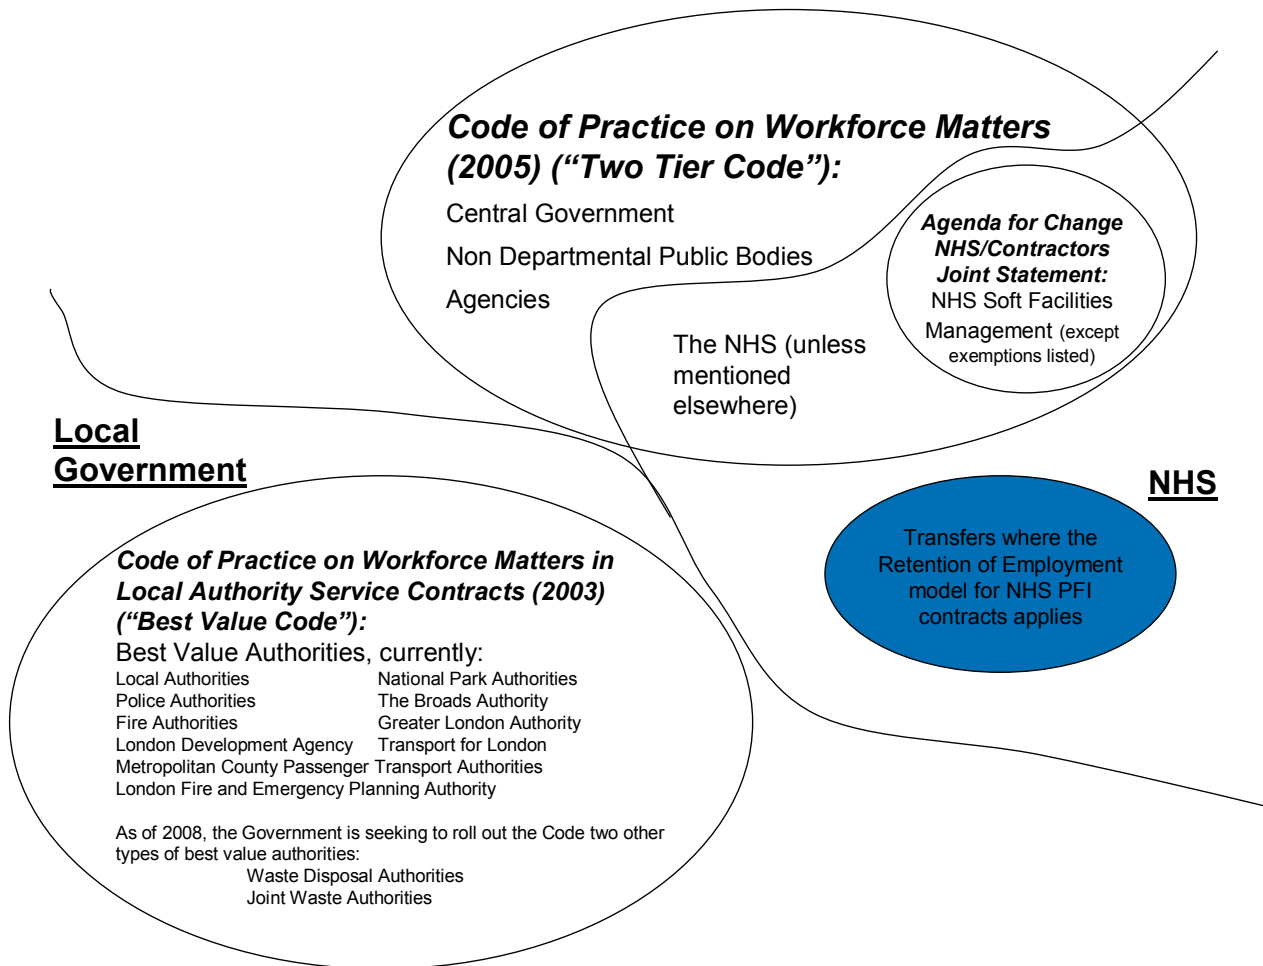 Code of Practice on Workforce Matters
(2005) (“Two Tier Code”):
Central Government
Non Departmental Public Bodies
Agencies
The NHS (unless
mentioned
elsewhere)
Agenda for Change
NHS/Contractors
Joint Statement:
NHS Soft Facilities
Management (except
exemptions listed)
Local
Government
NHS
Transfers where the
Retention of Employment
model for NHS PFI
contracts applies
Code of Practice on Workforce Matters in
Local Authority Service Contracts (2003)
(“Best Value Code”):
Best Value Authorities, currently:
Local Authorities National Park Authorities
Police Authorities The Broads Authority
Fire Authorities Greater London Authority
London Development Agency Transport for London
Metropolitan County Passenger Transport Authorities
London Fire and Emergency Planning Authority
As of 2008, the Government is seeking to roll out the Code two other
types of best value authorities:
Waste Disposal Authorities
Joint Waste Authorities